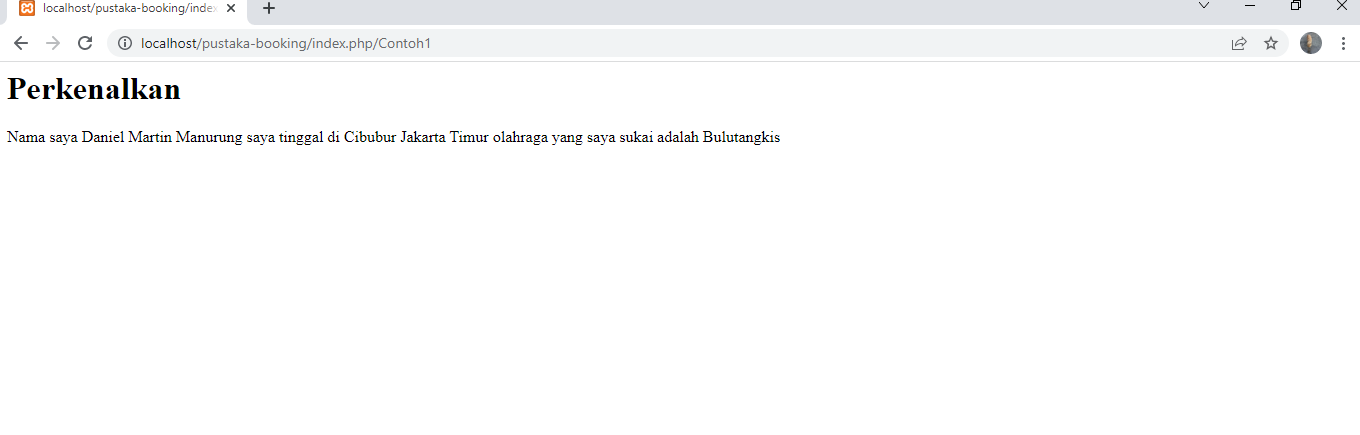 localhost/pustaka-booking/index
localhost/pustaka-booking/index.php/Contoh1
Perkenalkan
Nama saya Daniel Martin Manurung saya tinggal di Cibubur Jakarta Timur olahraga yang saya sukai adalah Bulutangkis